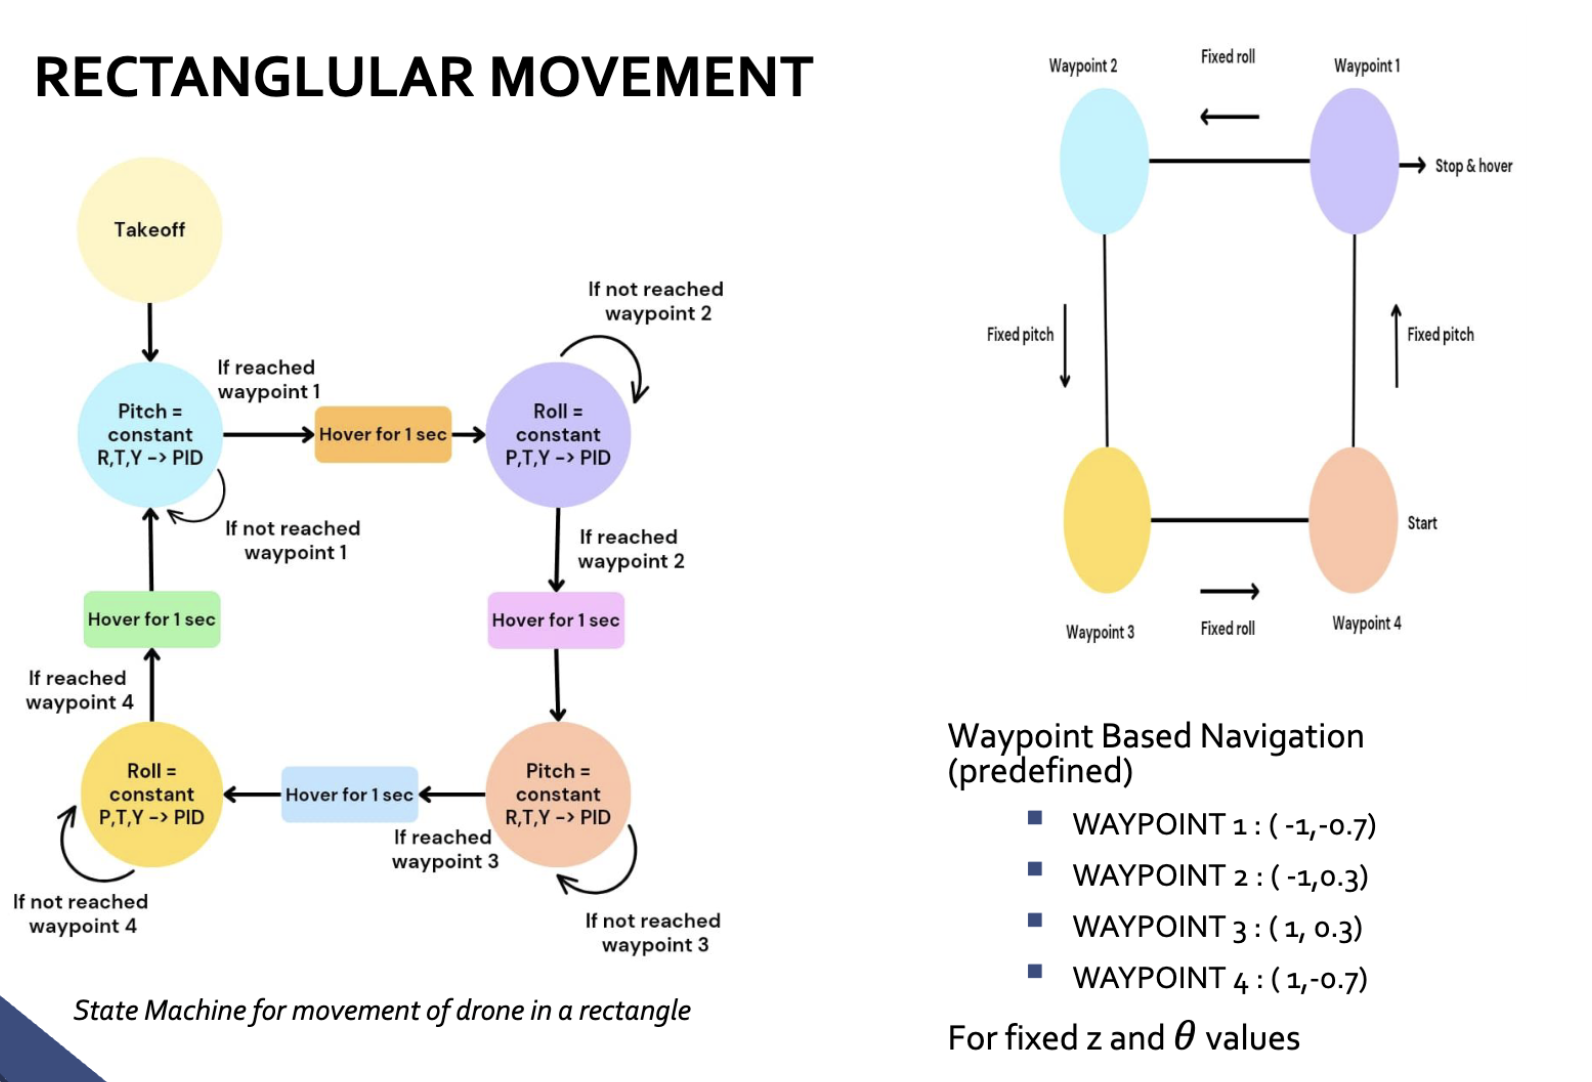 RECTANGLULAR MOVEMENT
Takeoff
If not reached
waypoint 2
If reached
waypoint 1
Pitch =
constant
R,T,Y -> PID
Hover for 1 sec
Roll =
constant
P,T,Y -> PID
If not reached
waypoint 1
If reached
waypoint 2
Hover for 1 sec
Hover for 1 sec
If reached
waypoint 4
Roll =
constant
P,T,Y -> PID
Hover for 1 sec
Pitch =
constant
R,T,Y -> PID
If reached
waypoint 3
If not reached
waypoint 4
If not reached
waypoint 3
State Machine for movement of drone in a rectangle
Waypoint 2
Fixed roll
Waypoint 1
Stop & hover
Fixed pitch
Fixed pitch
Start
Waypoint 3
Fixed roll
Waypoint 4
Waypoint Based Navigation
(predefined)
WAYPOINT 1 : ( -1,-0.7)
WAYPOINT 2 : ( -1,0.3)
WAYPOINT 3 : ( 1, 0.3)
WAYPOINT 4 : ( 1,-0.7)
For fixed z and θ values